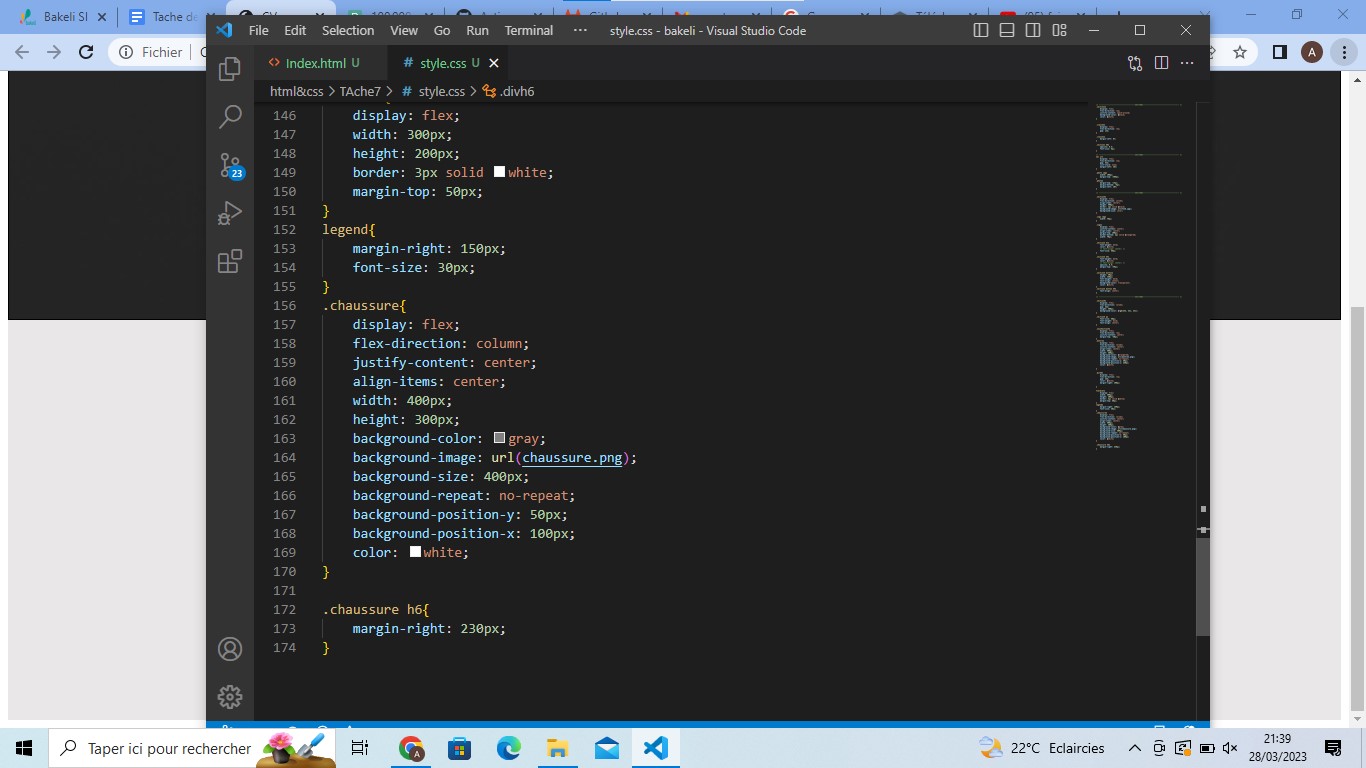 Bakeli SI
Tache de
Fichier
A
File Edit Selection View Go Run Terminal ··· style.css - bakeli - Visual Studio Code
Index.html U
# style.css U
html&css > TAche7 > # style.css > .divh6
146 display: flex;
147 width: 300px;
148 height: 200px;
149 border: 3px solid white;
150 margin-top: 50px;
151 }
152 legend{
153 margin-right: 150px;
154 font-size: 30px;
155 }
156 .chaussure{
157 display: flex;
158 flex-direction: column;
159 justify-content: center;
160 align-items: center;
161 width: 400px;
162 height: 300px;
163 background-color: gray;
164 background-image: url(chaussure.png);
165 background-size: 400px;
166 background-repeat: no-repeat;
167 background-position-y: 50px;
168 background-position-x: 100px;
169 color: white;
170 }
171
172 .chaussure h6{
173 margin-right: 230px;
174 }
23
Taper ici pour rechercher
A
22°C Eclaircies
21:39
28/03/2023